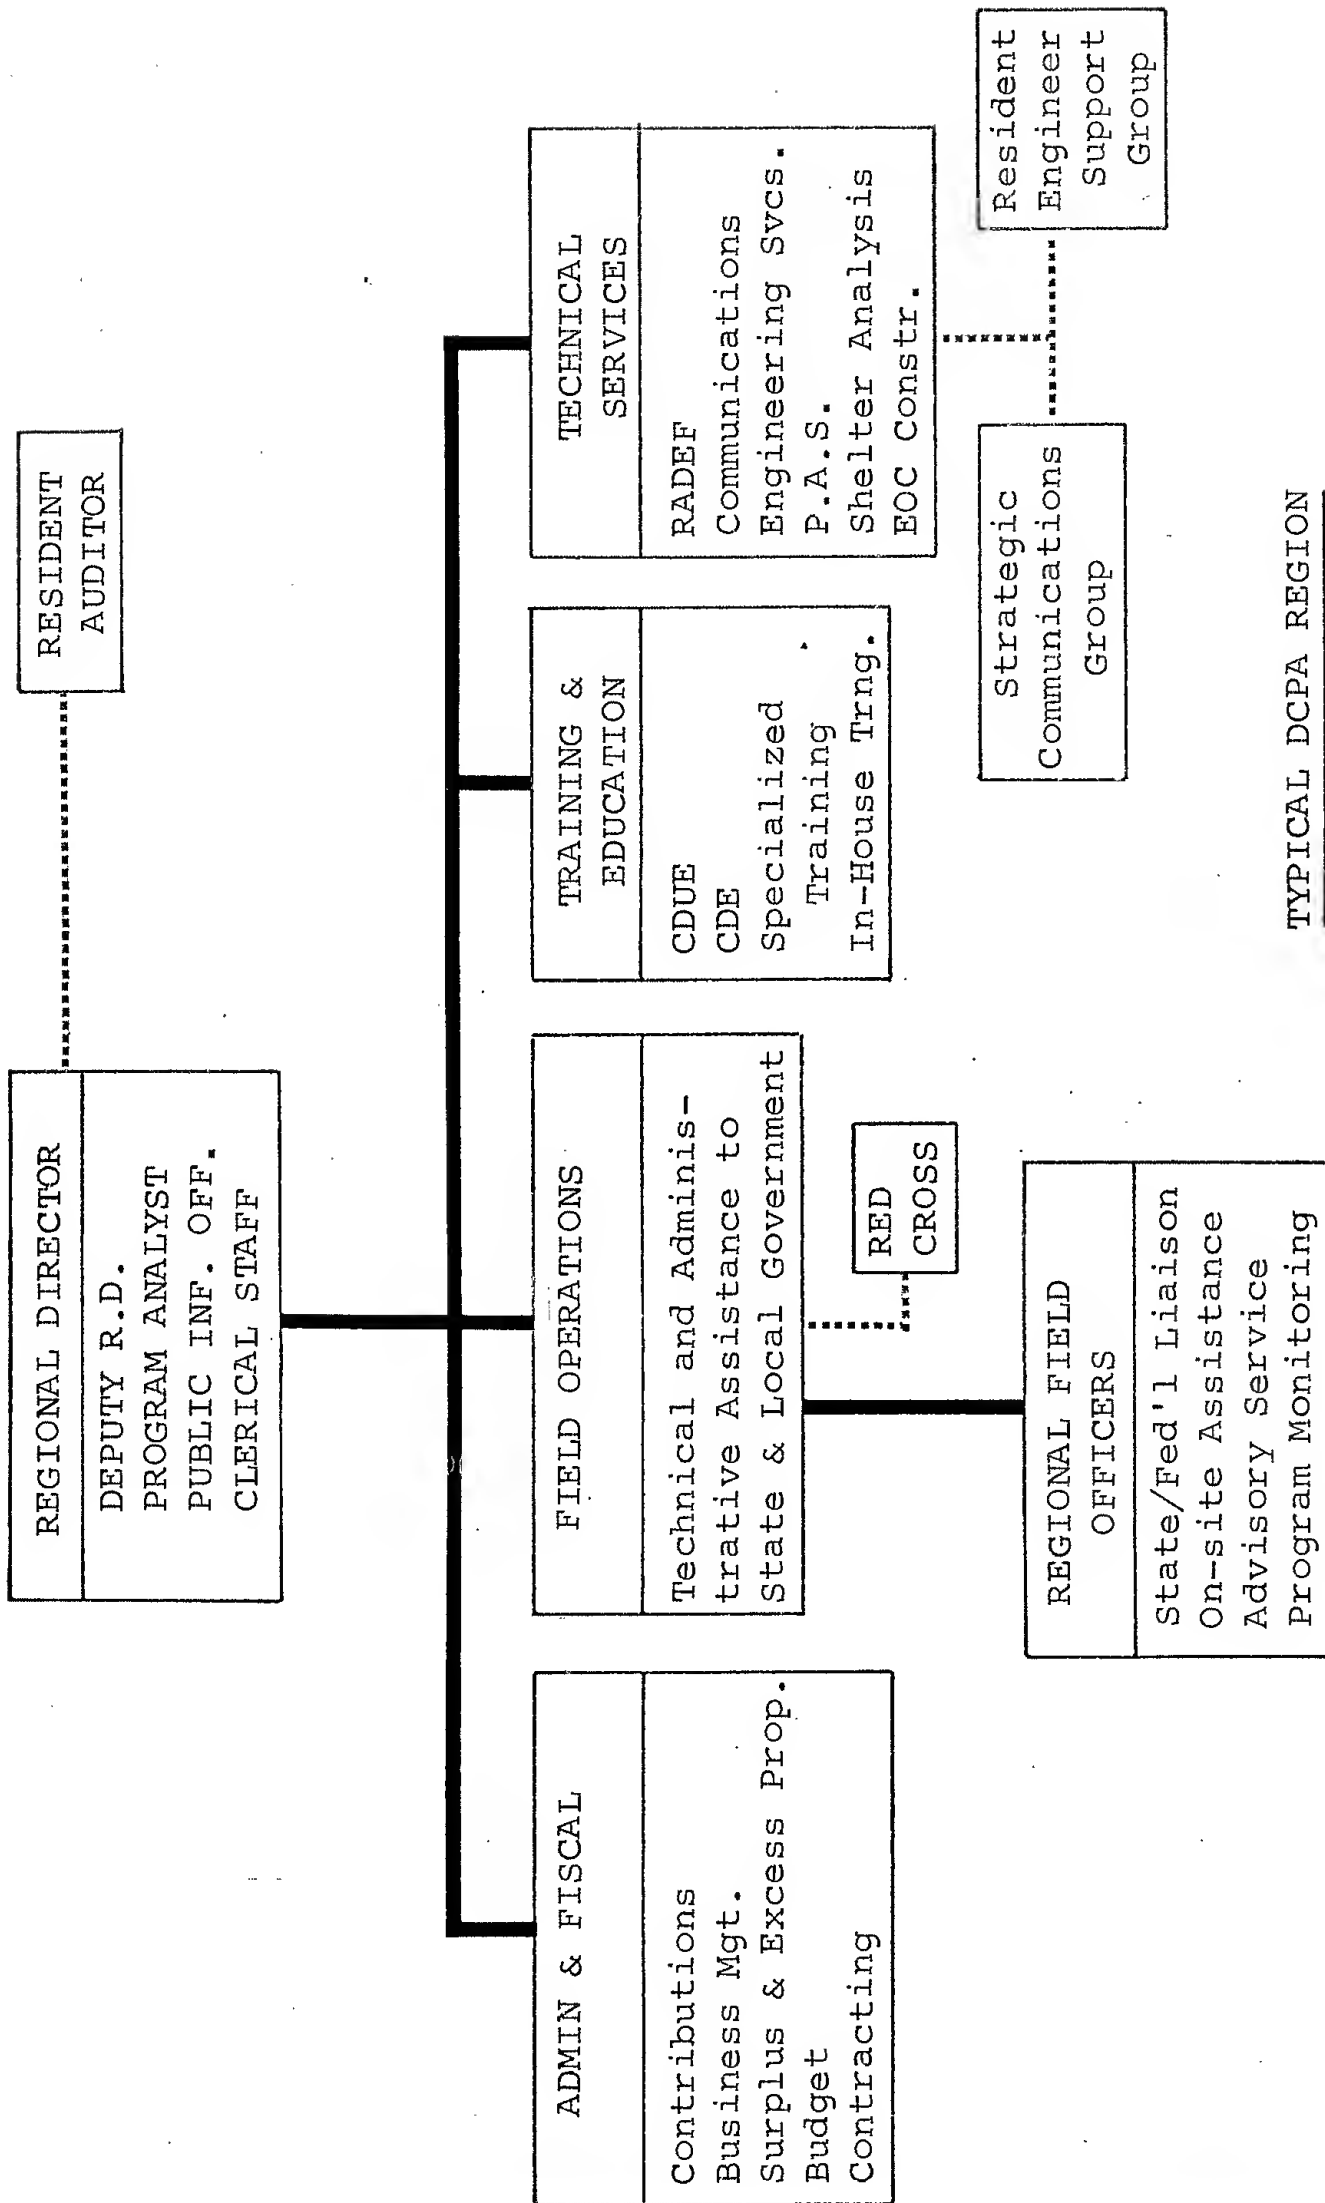 REGIONAL DIRECTOR
DEPUTY R.D.
PROGRAM ANALYST
PUBLIC INF. OFF.
CLERICAL STAFF
RESIDENT
AUDITOR
ADMIN & FISCAL
Contributions
Business Mgt.
Surplus & Excess Prop.
Budget
Contracting
FIELD OPERATIONS
Technical and Adminis-
trative Assistance to
State & Local Government
RED
CROSS
REGIONAL FIELD
OFFICERS
State/Fed'l Liaison
On-site Assistance
Advisory Service
Program Monitoring
TRAINING &
EDUCATION
CDUE
CDE
Specialized
Training
In-House Trng.
TECHNICAL
SERVICES
RADEF
Communications
Engineering Svcs.
P.A.S.
Shelter Analysis
EOC Constr.
Strategic
Communications
Group
Resident
Engineer
Support
Group
TYPICAL DCPA REGION